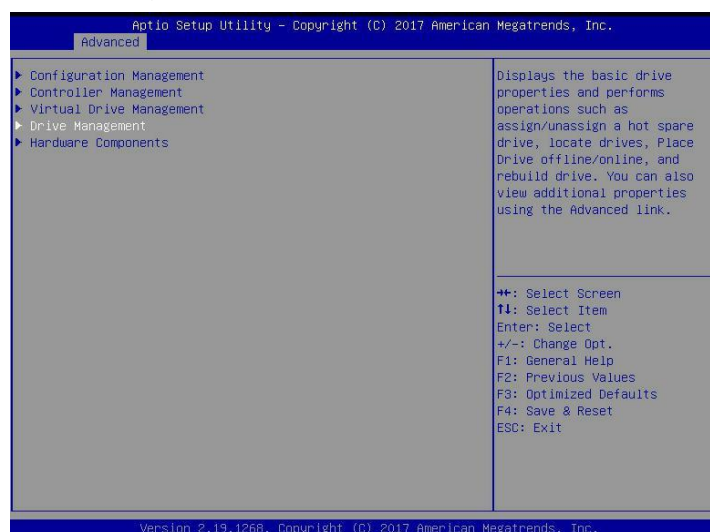 Aptio Setup Utility – Copyright (C) 2017 American Megatrends, Inc.
Advanced
Configuration Management
Controller Management
Virtual Drive Management
Drive Management
Hardware Components
Displays the basic drive
properties and performs
operations such as
assign/unassign a hot spare
drive, locate drives, Place
Drive offline/online, and
rebuild drive. You can also
view additional properties
using the Advanced link.
→←: Select Screen
↑↓: Select Item
Enter: Select
+/-: Change Opt.
F1: General Help
F2: Previous Values
F3: Optimized Defaults
F4: Save & Reset
ESC: Exit
Version 2.19.1268. Copyright (C) 2017 American Megatrends, Inc.